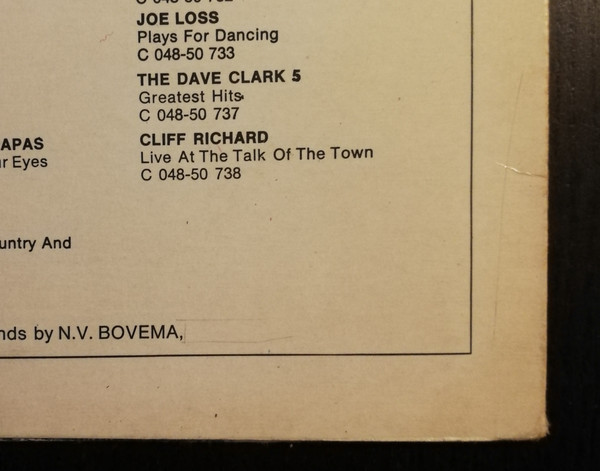 JOE LOSS
Plays For Dancing
C 048-50 733
THE DAVE CLARK 5
Greatest Hits
C 048-50 737
CLIFF RICHARD
Live At The Talk Of The Town
C 048-50 738
APAS
ur Eyes
untry And
nds by N.V. BOVEMA,